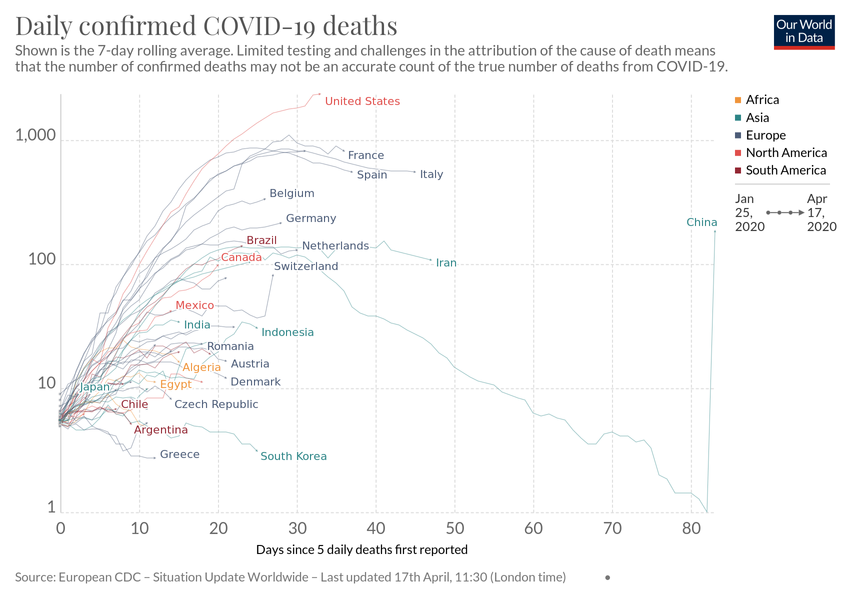 Daily confirmed COVID-19 deaths
Our World
in Data
Shown is the 7-day rolling average. Limited testing and challenges in the attribution of the cause of death means
that the number of confirmed deaths may not be an accurate count of the true number of deaths from COVID-19.
United States
Africa
Asia
Europe
North America
South America
Jan
25,
2020
Apr
17,
2020
1,000
France
Spain
Italy
Belgium
Germany
China
Brazil
Netherlands
Canada
Iran
100
Switzerland
Mexico
India
Indonesia
Romania
Algeria
Austria
Japan
Egypt
Denmark
10
Chile
Czech Republic
Argentina
Greece
South Korea
1
0 10 20 30 40 50 60 70 80
Days since 5 daily deaths first reported
Source: European CDC – Situation Update Worldwide – Last updated 17th April, 11:30 (London time)